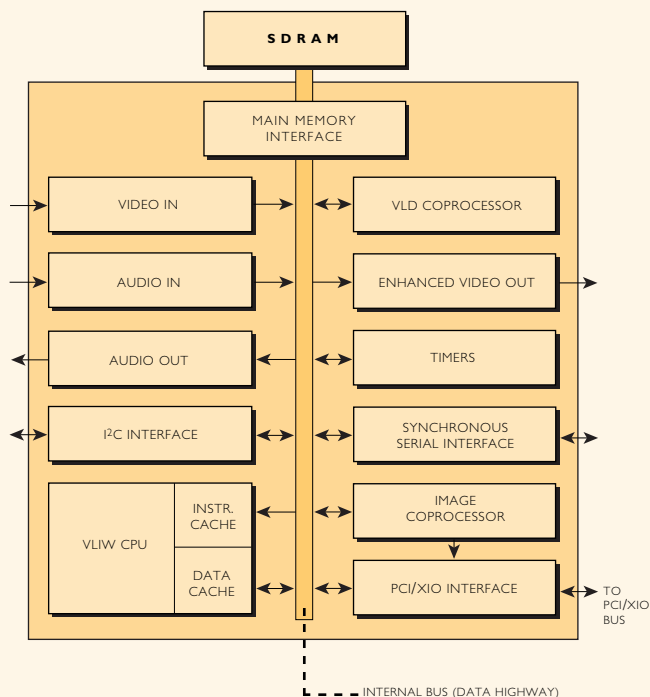 SDRAM
MAIN MEMORY
INTERFACE
VIDEO IN
VLD COPROCESSOR
AUDIO IN
ENHANCED VIDEO OUT
AUDIO OUT
TIMERS
I²C INTERFACE
SYNCHRONOUS
SERIAL INTERFACE
VLIW CPU
INSTR.
CACHE
DATA
CACHE
IMAGE
COPROCESSOR
PCI/XIO INTERFACE
TO
PCI/XIO
BUS
INTERNAL BUS (DATA HIGHWAY)